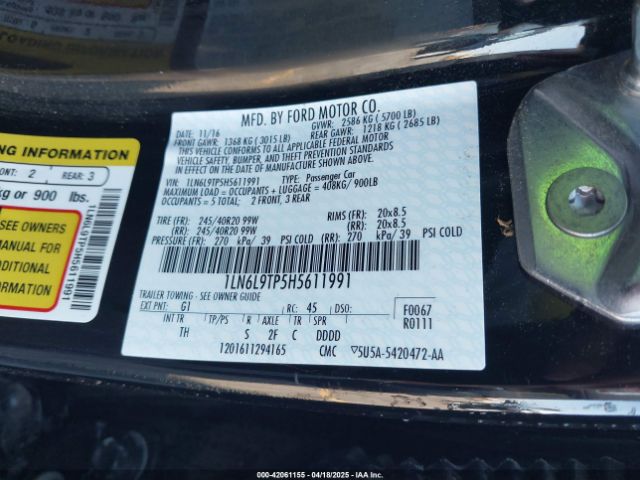 MFD. BY FORD MOTOR CO.
DATE: 11/16 GVWR: 2586 KG ( 5700 LB)
FRONT GAWR: 1368 KG ( 3015 LB) REAR GAWR: 1218 KG ( 2685 LB)
THIS VEHICLE CONFORMS TO ALL APPLICABLE FEDERAL MOTOR
VEHICLE SAFETY, BUMPER, AND THEFT PREVENTION STANDARDS
IN EFFECT ON THE DATE OF MANUFACTURE SHOWN ABOVE.
VIN: 1LN6L9TP5H5611991 TYPE: Passenger Car
MAXIMUM LOAD = OCCUPANTS + LUGGAGE = 408KG/ 900LB
OCCUPANTS = 5 TOTAL: 2 FRONT, 3 REAR
TIRE (FR): 245/40R20 99W RIMS (FR): 20x8.5
(RR): 245/40R20 99W (RR): 20x8.5
PRESSURE (FR): 270 kPa/ 39 PSI COLD (RR): 270 kPa/ 39 PSI COLD
1LN6L9TP5H5611991
TRAILER TOWING - SEE OWNER GUIDE
EXT PNT: G1 RC: 45 DSO: F0067
INT TR TP/PS R AXLE TR SPR R0111
TH S 2F C DDDD
1201611294165 CMC ▽5U5A-5420472-AA
NG INFORMATION
ONT: 2 REAR: 3
kg or 900 lbs.
SEE OWNERS
MANUAL FOR
ADDITIONAL
INFORMATION
1LN6L9TP5H5611991
000-42061155 - 04/18/2025 - IAAI.COM